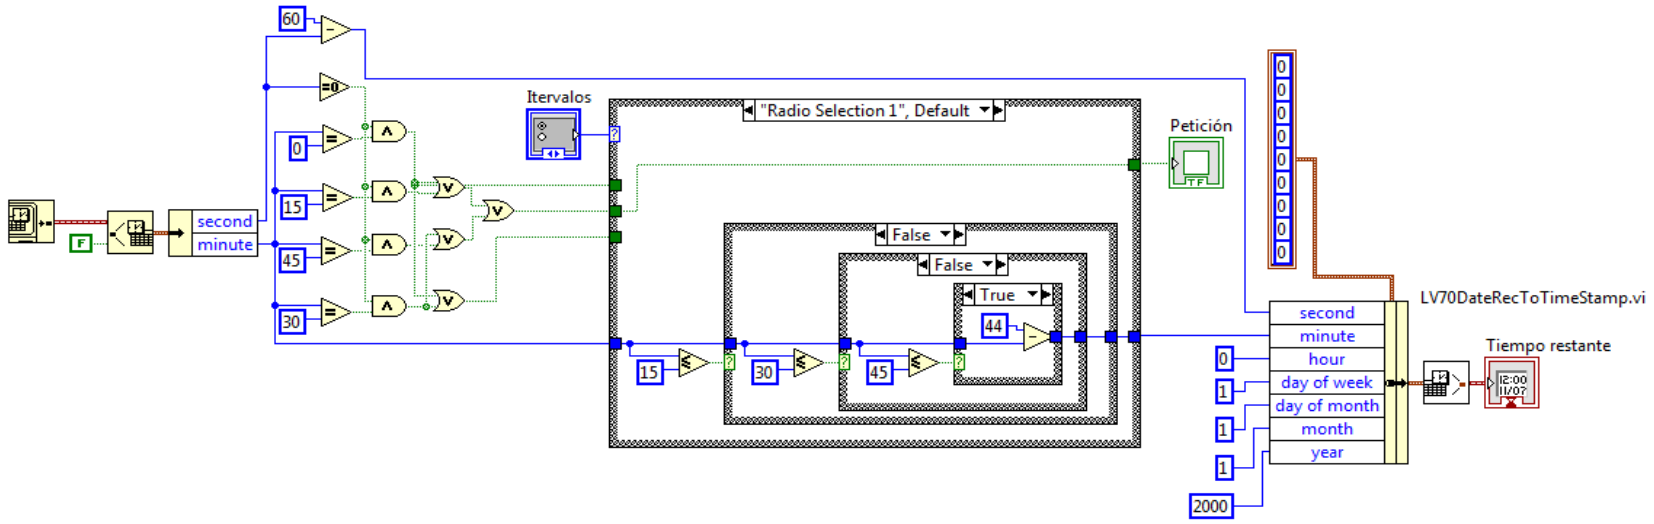 60
=0
0
15
45
30
F
second
minute
Itervalos
"Radio Selection 1", Default
?
Petición
TF
False
False
True
44
15
?
30
?
45
?
0
0
0
0
0
0
0
0
0
LV70DateRecToTimeStamp.vi
second
minute
hour
day of week
day of month
month
year
0
1
1
1
2000
Tiempo restante
12:00
11/07